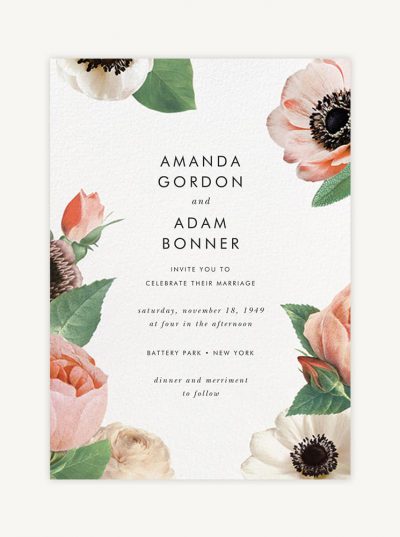 AMANDA
GORDON
and
ADAM
BONNER
INVITE YOU TO
CELEBRATE THEIR MARRIAGE
saturday, november 18, 1949
at four in the afternoon
BATTERY PARK • NEW YORK
dinner and merriment
to follow